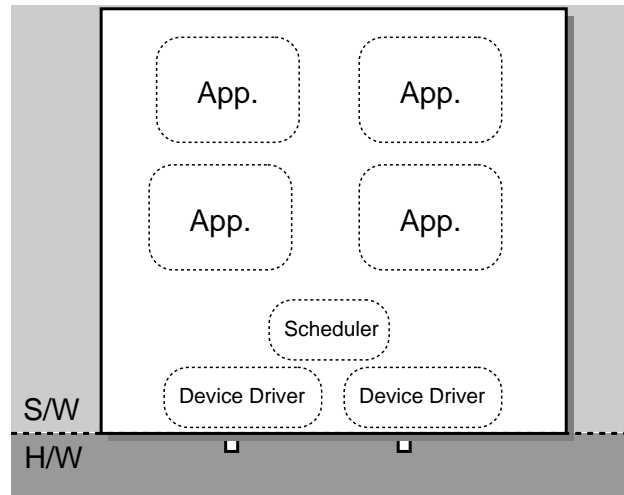 App.
App.
App.
App.
Scheduler
Device Driver
Device Driver
S/W
H/W